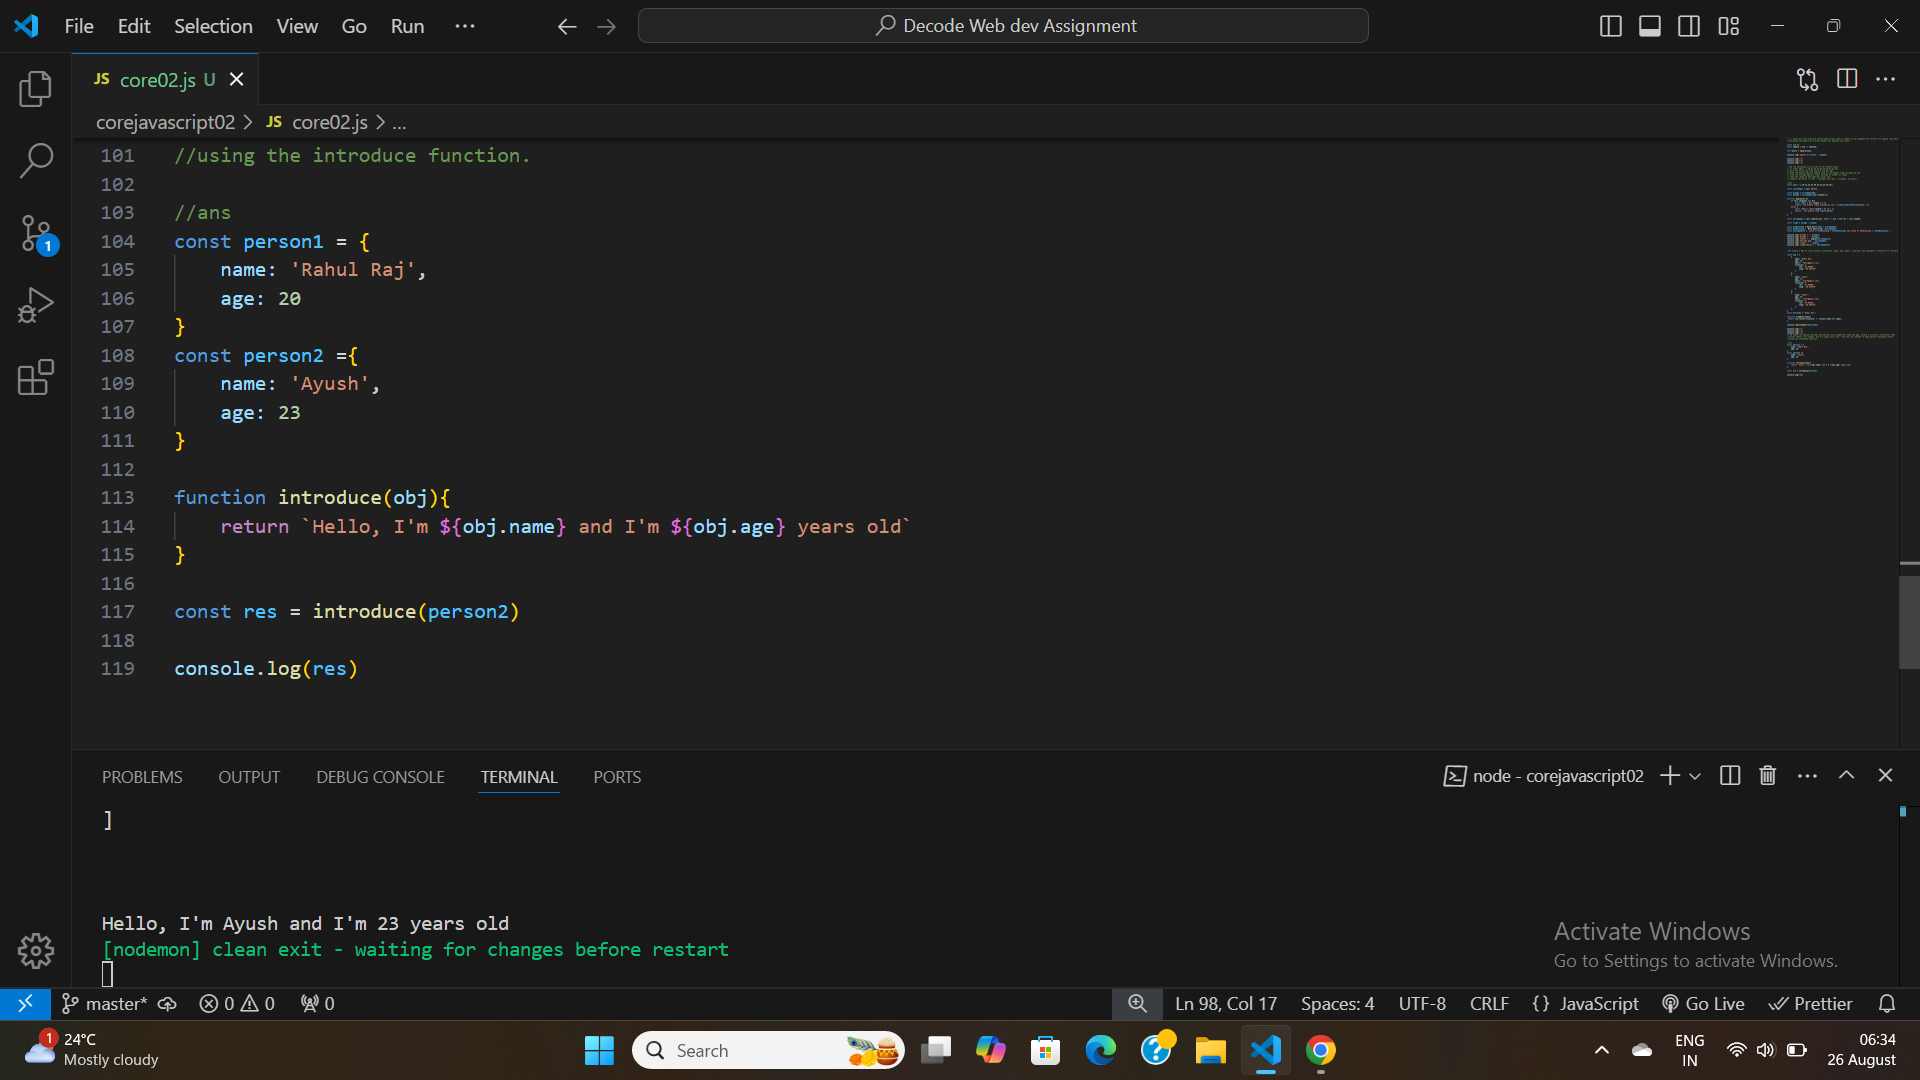 File Edit Selection View Go Run ...
Decode Web dev Assignment
JS core02.js U
corejavascript02 > JS core02.js > ...
101 //using the introduce function.
102
103 //ans
104 const person1 = {
105 name: 'Rahul Raj',
106 age: 20
107 }
108 const person2 ={
109 name: 'Ayush',
110 age: 23
111 }
112
113 function introduce(obj){
114 return `Hello, I'm ${obj.name} and I'm ${obj.age} years old`
115 }
116
117 const res = introduce(person2)
118
119 console.log(res)
1
PROBLEMS OUTPUT DEBUG CONSOLE TERMINAL PORTS
node - corejavascript02
]
Hello, I'm Ayush and I'm 23 years old
[nodemon] clean exit - waiting for changes before restart
Activate Windows
Go to Settings to activate Windows.
master* 0 0 0
Ln 98, Col 17 Spaces: 4 UTF-8 CRLF {} JavaScript Go Live Prettier
1
24°C
Mostly cloudy
Search
ENG
IN
06:34
26 August